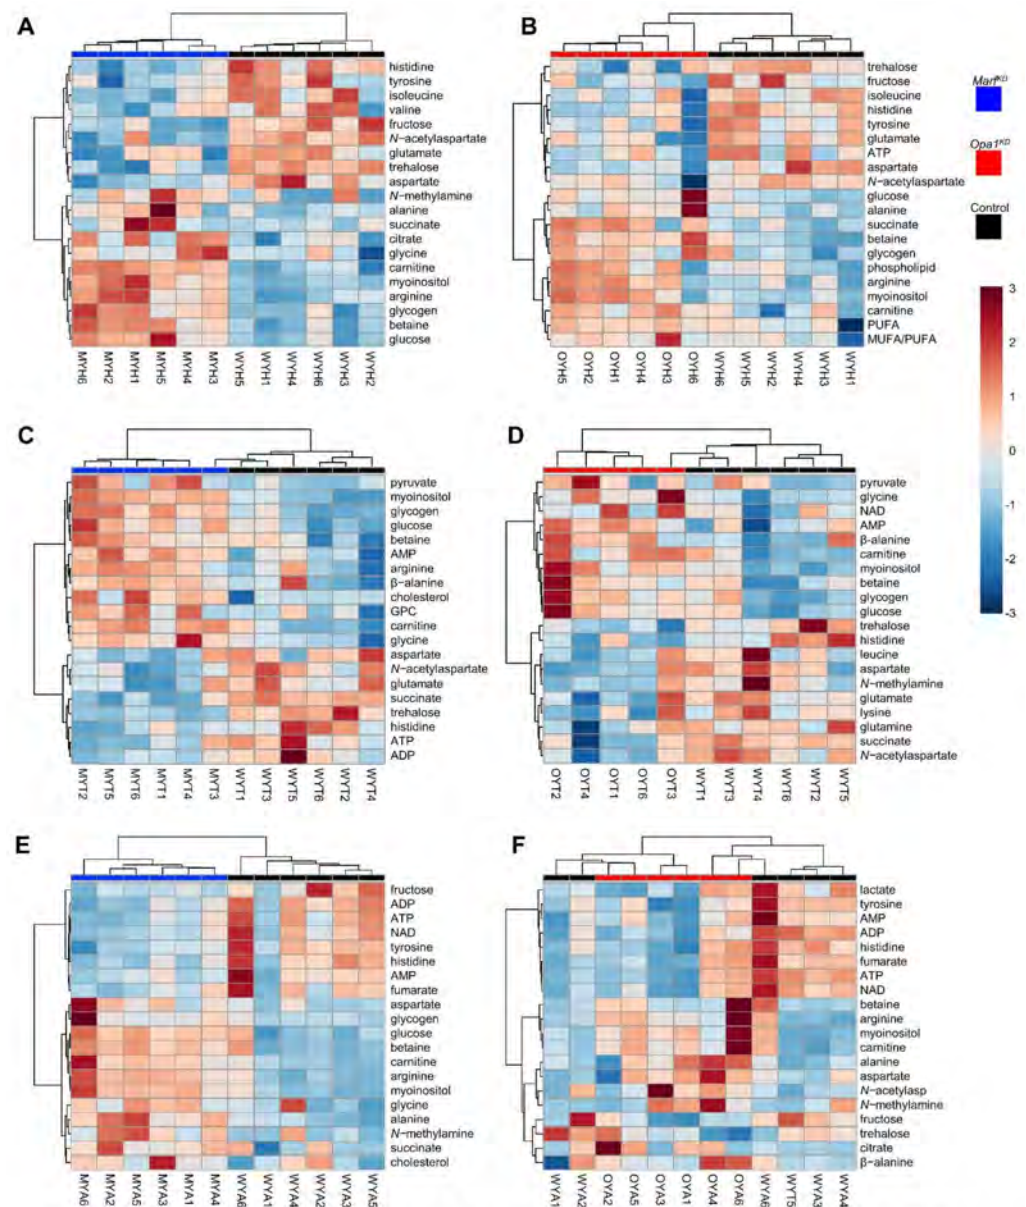 A
histidine
tyrosine
isoleucine
valine
fructose
N-acetylaspartate
glutamate
trehalose
aspartate
N-methylamine
alanine
succinate
citrate
glycine
carnitine
myoinositol
arginine
glycogen
betaine
glucose
MYH6
MYH2
MYH1
MYH5
MYH4
MYH3
WYH5
WYH1
WYH4
WYH6
WYH3
WYH2
B
trehalose
fructose
isoleucine
histidine
tyrosine
glutamate
ATP
aspartate
N-acetylaspartate
glucose
alanine
succinate
betaine
glycogen
phospholipid
arginine
myoinositol
carnitine
PUFA
MUFA/PUFA
OYH5
OYH2
OYH1
OYH4
OYH3
OYH6
WYH6
WYH5
WYH2
WYH4
WYH3
WYH1
Opa1KD
Control
3
2
1
0
-1
-2
-3
C
pyruvate
myoinositol
glycogen
glucose
betaine
AMP
arginine
β-alanine
cholesterol
GPC
carnitine
glycine
aspartate
N-acetylaspartate
glutamate
succinate
trehalose
histidine
ATP
ADP
MYT2
MYT5
MYT6
MYT1
MYT4
MYT3
WYT1
WYT3
WYT5
WYT6
WYT2
WYT4
D
pyruvate
glycine
NAD
AMP
β-alanine
carnitine
myoinositol
betaine
glycogen
glucose
trehalose
histidine
leucine
aspartate
N-methylamine
glutamate
lysine
glutamine
succinate
N-acetylaspartate
OYT2
OYT4
OYT1
OYT6
OYT3
WYT1
WYT3
WYT4
WYT6
WYT2
WYT5
E
fructose
ADP
ATP
NAD
tyrosine
histidine
AMP
fumarate
aspartate
glycogen
glucose
betaine
carnitine
arginine
myoinositol
glycine
alanine
N-methylamine
succinate
cholesterol
MYA6
MYA2
MYA5
MYA3
MYA1
MYA4
WYA6
WYA1
WYA4
WYA2
WYA3
WYA5
F
lactate
tyrosine
AMP
ADP
histidine
fumarate
ATP
NAD
betaine
arginine
myoinositol
carnitine
alanine
aspartate
N-acetylasp
N-methylamine
fructose
trehalose
citrate
β-alanine
WYA1
WYA2
OYA2
OYA5
OYA3
OYA1
OYA4
OYA6
WYA6
WYT5
WYA3
WYA4